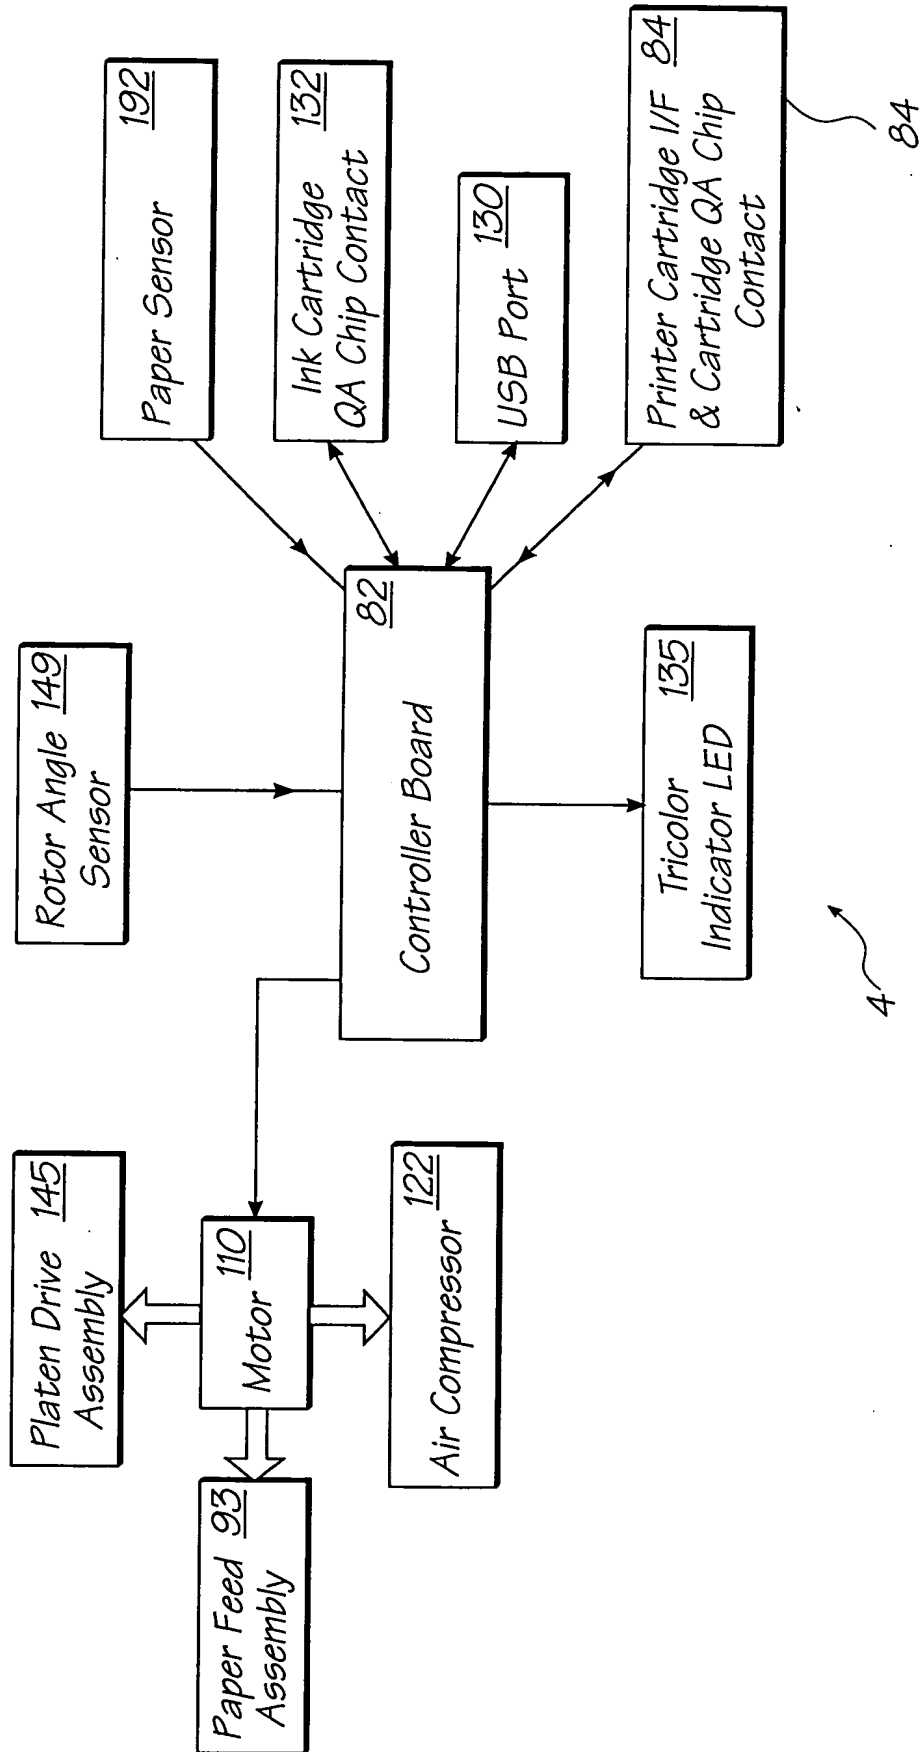 Platen Drive 145
Assembly
Rotor Angle 149
Sensor
Paper Sensor 192
Paper Feed 93
Assembly
Motor 110
Ink Cartridge 132
QA Chip Contact
Controller Board 82
Air Compressor 122
USB Port 130
Tricolor 135
Indicator LED
Printer Cartridge I/F 84
& Cartridge QA Chip
Contact
4
84